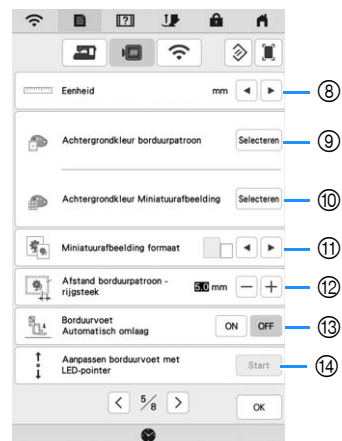 Eenheid mm ⑧
Achtergrondkleur borduurpatroon Selecteren ⑨
Achtergrondkleur Miniatuurafbeelding Selecteren ⑩
Miniatuurafbeelding formaat ⑪
Afstand borduurpatroon -
rijgsteek 5.0 mm ⑫
Borduurvoet
Automatisch omlaag ON OFF ⑬
Aanpassen borduurvoet met
LED-pointer Start ⑭
5/8 OK